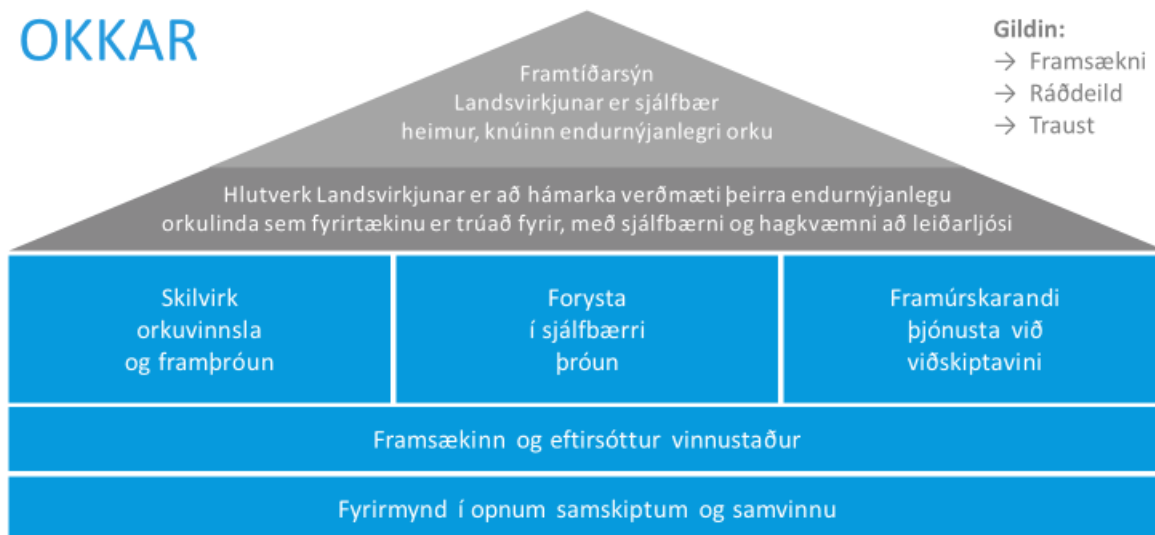 OKKAR
Gildin:
→ Framsækni
→ Ráðdeild
→ Traust
Framtíðarsýn
Landsvirkjunar er sjálfbær
heimur, knúinn endurnýjanlegri orku
Hlutverk Landsvirkjunar er að hámarka verðmæti þeirra endurnýjanlegu
orkulinda sem fyrirtækinu er trúað fyrir, með sjálfbærni og hagkvæmni að leiðarljósi
Skilvirk
orkuvinnsla
og framþróun
Forysta
í sjálfbærri
þróun
Framúrskarandi
þjónusta við
viðskiptavini
Framsækinn og eftirsóttur vinnustaður
Fyrirmynd í opnum samskiptum og samvinnu